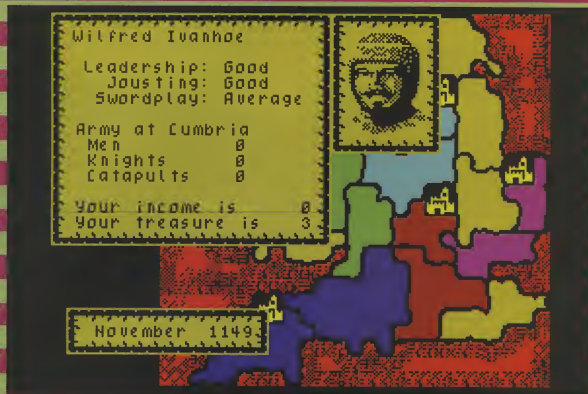 Wilfred Ivanhoe
Leadership: Good
Jousting: Good
Swordplay: Average
Army at Cumbria
Men 0
Knights 0
Catapults 0
Your income is 0
Your treasure is 3
November 1149